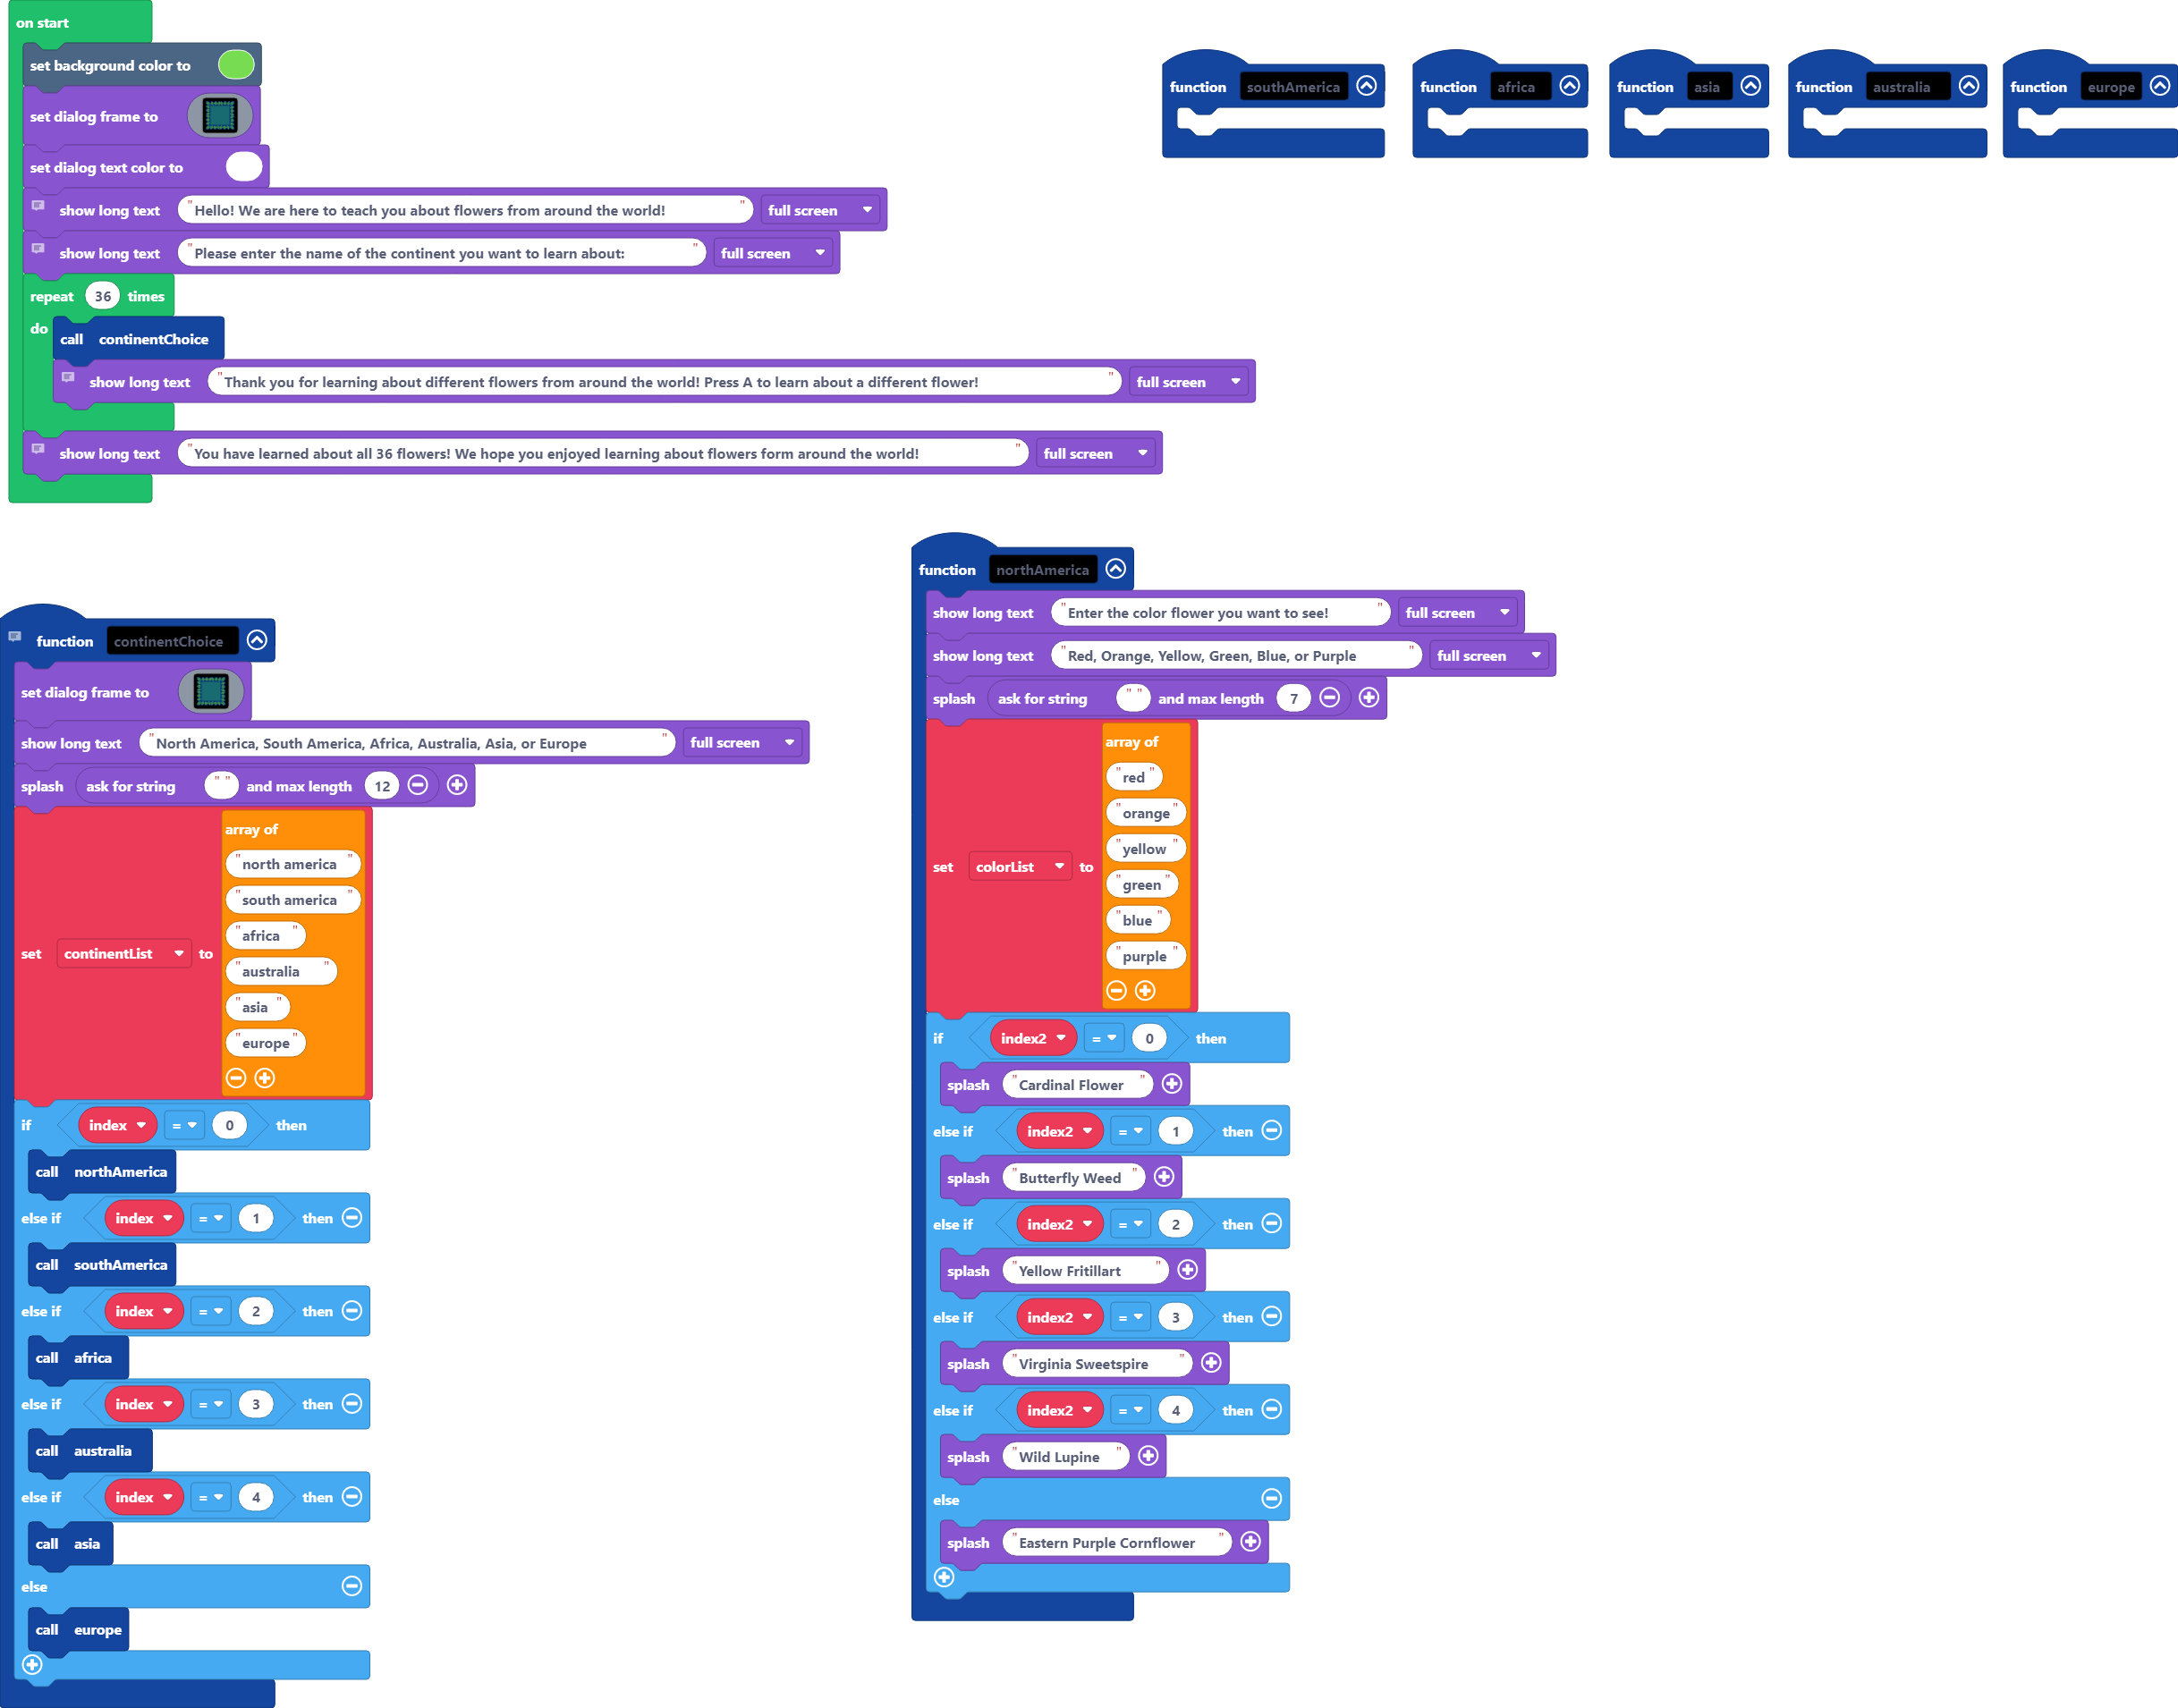 on start
set background color to
set dialog frame to
set dialog text color to
show long text "Hello! We are here to teach you about flowers from around the world!" full screen
show long text "Please enter the name of the continent you want to learn about:" full screen
repeat 36 times
do
call continentChoice
show long text "Thank you for learning about different flowers from around the world! Press A to learn about a different flower!" full screen
show long text "You have learned about all 36 flowers! We hope you enjoyed learning about flowers form around the world!" full screen
function southAmerica
function africa
function asia
function australia
function europe
function continentChoice
set dialog frame to
show long text "North America, South America, Africa, Australia, Asia, or Europe" full screen
splash ask for string "" and max length 12
set continentList to
array of
"north america"
"south america"
"africa"
"australia"
"asia"
"europe"
if index = 0 then
call northAmerica
else if index = 1 then
call southAmerica
else if index = 2 then
call africa
else if index = 3 then
call australia
else if index = 4 then
call asia
else
call europe
function northAmerica
show long text "Enter the color flower you want to see!" full screen
show long text "Red, Orange, Yellow, Green, Blue, or Purple" full screen
splash ask for string "" and max length 7
set colorList to
array of
"red"
"orange"
"yellow"
"green"
"blue"
"purple"
if index2 = 0 then
splash "Cardinal Flower"
else if index2 = 1 then
splash "Butterfly Weed"
else if index2 = 2 then
splash "Yellow Fritillart"
else if index2 = 3 then
splash "Virginia Sweetspire"
else if index2 = 4 then
splash "Wild Lupine"
else
splash "Eastern Purple Cornflower"